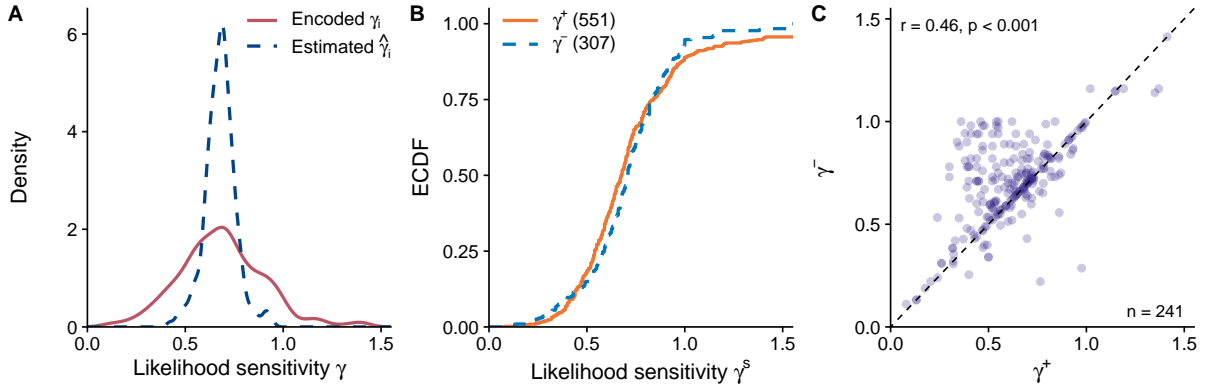 A
Encoded γi
Estimated γ̂i
Density
6
4
2
0
0.0 0.5 1.0 1.5
Likelihood sensitivity γ
B
γ+ (551)
γ− (307)
ECDF
1.00
0.75
0.50
0.25
0.00
0.0 0.5 1.0 1.5
Likelihood sensitivity γs
C
r = 0.46, p < 0.001
γ−
1.5
1.0
0.5
0.0
n = 241
0.0 0.5 1.0 1.5
γ+